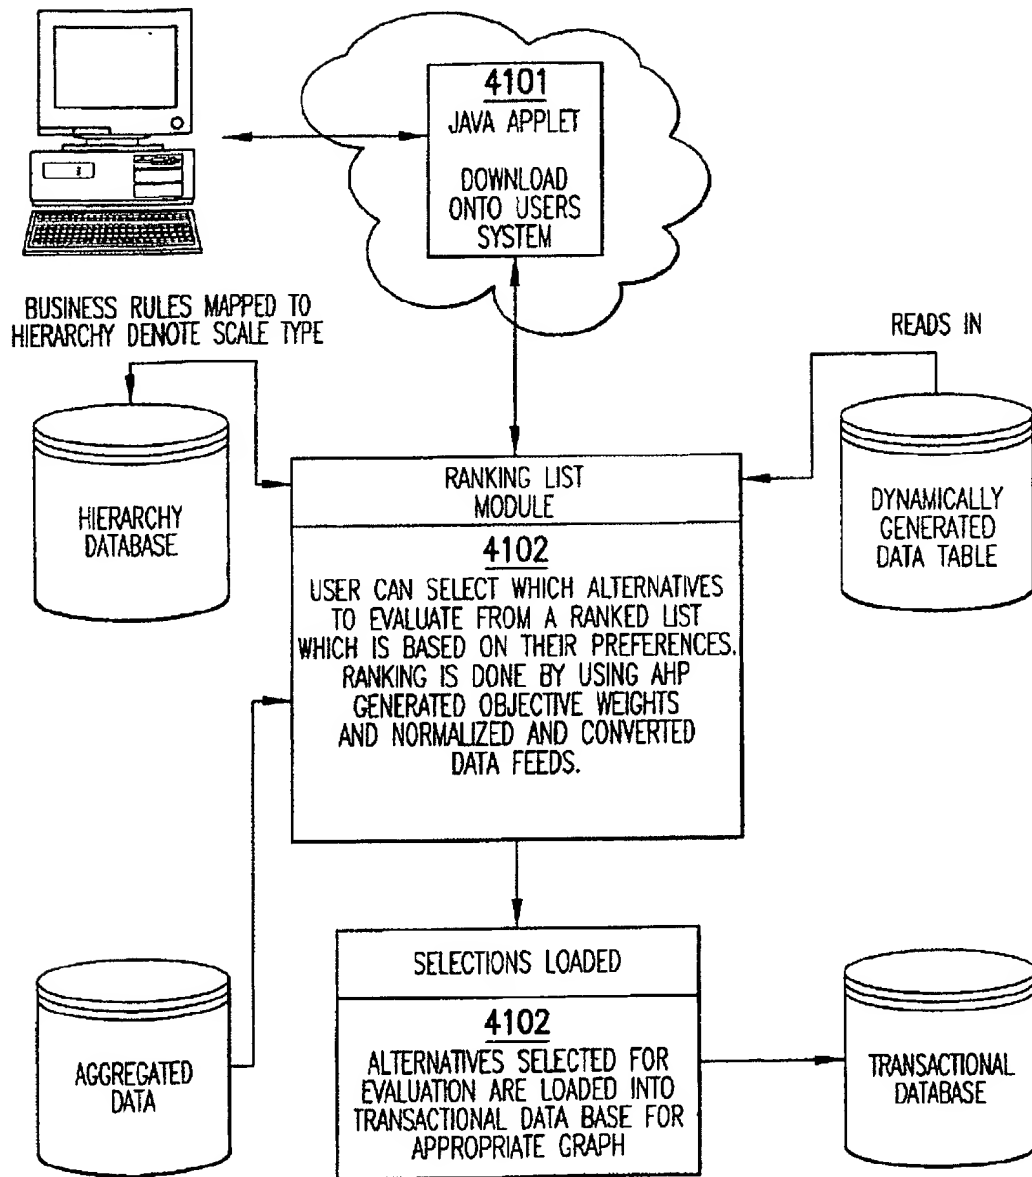 4101
JAVA APPLET
DOWNLOAD
ONTO USERS
SYSTEM
BUSINESS RULES MAPPED TO
HIERARCHY DENOTE SCALE TYPE
READS IN
HIERARCHY
DATABASE
RANKING LIST
MODULE
4102
USER CAN SELECT WHICH ALTERNATIVES
TO EVALUATE FROM A RANKED LIST
WHICH IS BASED ON THEIR PREFERENCES.
RANKING IS DONE BY USING AHP
GENERATED OBJECTIVE WEIGHTS
AND NORMALIZED AND CONVERTED
DATA FEEDS.
DYNAMICALLY
GENERATED
DATA TABLE
AGGREGATED
DATA
SELECTIONS LOADED
4102
ALTERNATIVES SELECTED FOR
EVALUATION ARE LOADED INTO
TRANSACTIONAL DATA BASE FOR
APPROPRIATE GRAPH
TRANSACTIONAL
DATABASE